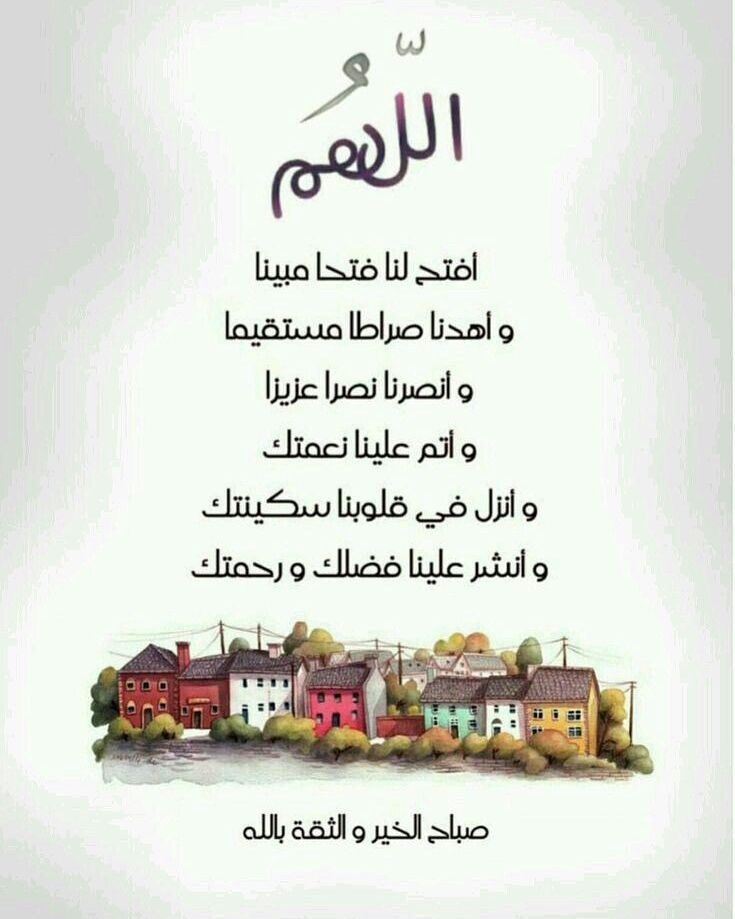 اللّهُم
أفتح لنا فتحا مبينا
و أهدنا صراطا مستقيما
و أنصرنا نصرا عزيزا
و أتم علينا نعمتك
و أنزل في قلوبنا سكينتك
و أنشر علينا فضلك و رحمتك
صباح الخير و الثقة بالله